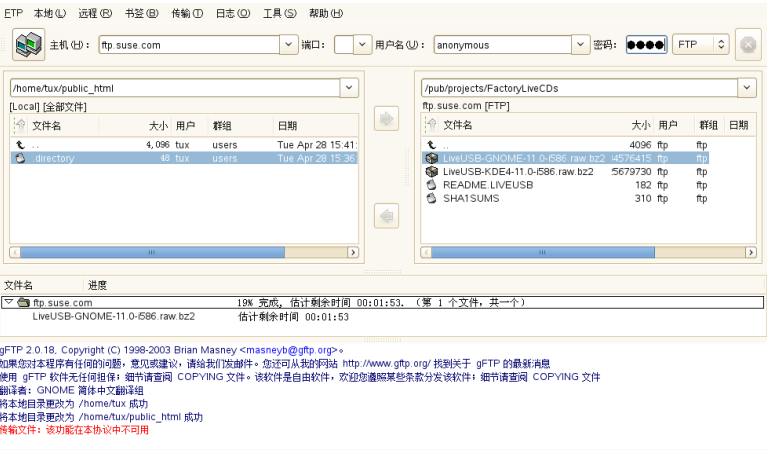 FTP 本地(L) 远程(R) 书签(B) 传输(T) 日志(O) 工具(S) 帮助(H)
主机(H): ftp.suse.com 端口: 用户名(U): anonymous 密码: FTP
/home/tux/public_html
[Local] [全部文件]
文件名 大小 用户 群组 日期
.. 4,096 tux users Tue Apr 28 15:41:
.directory 48 tux users Tue Apr 28 15:36:
/pub/projects/FactoryLiveCDs
ftp.suse.com [FTP]
文件名 大小 用户 群组 日期
.. 4096 ftp ftp
LiveUSB-GNOME-11.0-i586.raw.bz2 ftp ftp
LiveUSB-KDE4-11.0-i586.raw.bz2 ftp ftp
README.LIVEUSB 182 ftp ftp
SHA1SUMS 310 ftp ftp
文件名 进度
ftp.suse.com 19% 完成, 估计剩余时间 00:01:53. (第 1 个文件，共一个)
LiveUSB-GNOME-11.0-i586.raw.bz2 估计剩余时间 00:01:53
gFTP 2.0.18, Copyright (C) 1998-2003 Brian Masney <masneyb@gftp.org>。
如果您对本程序有任何的问题，意见或建议，请给我们发邮件。您还可从我的网站 http://www.gftp.org/ 找到关于 gFTP 的最新消息
使用 gFTP 软件无任何担保；细节请查阅 COPYING 文件。该软件是自由软件，欢迎您遵照某些条款分发该软件；细节请查阅 COPYING 文件
翻译者：GNOME 简体中文翻译组
将本地目录更改为 /home/tux 成功
将本地目录更改为 /home/tux/public_html 成功
传输文件：该功能在本协议中不可用